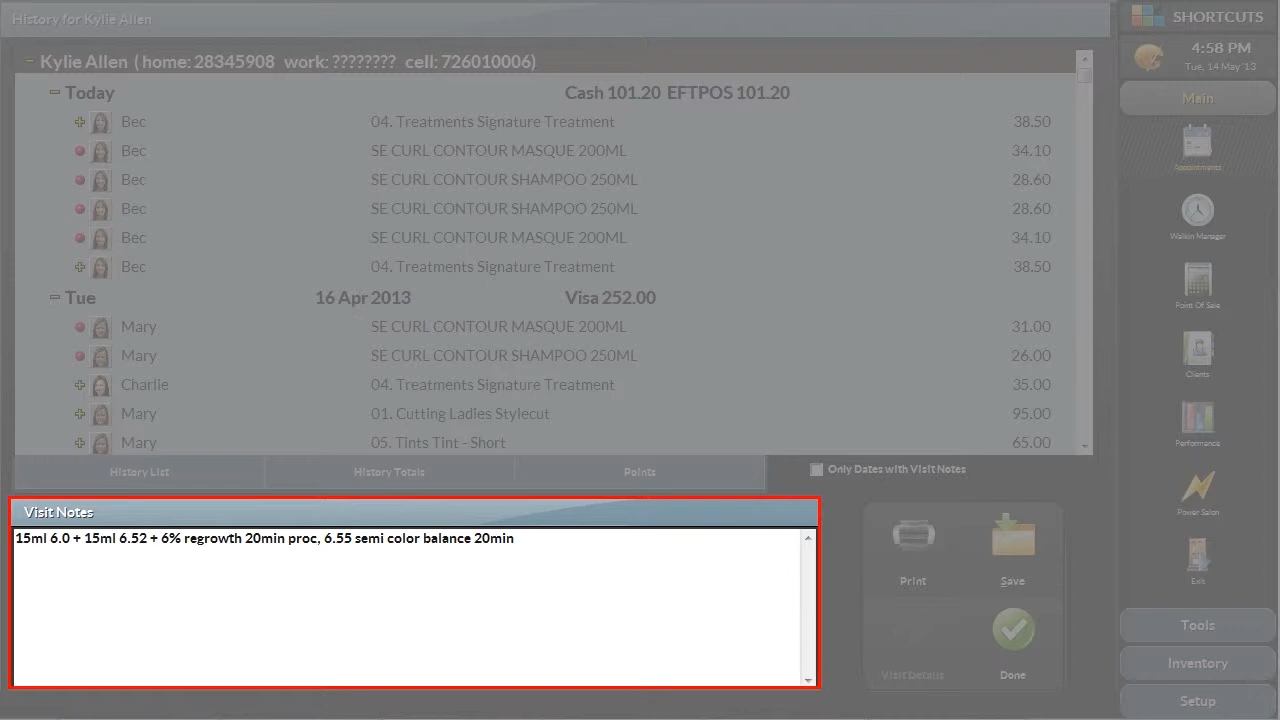 History for Kylie Allen
SHORTCUTS
4:58 PM
Tue, 14 May '13
Kylie Allen ( home: 28345908 work: ???????? cell: 726010006)
Today Cash 101.20 EFTPOS 101.20
Bec 04. Treatments Signature Treatment 38.50
Bec SE CURL CONTOUR MASQUE 200ML 34.10
Bec SE CURL CONTOUR SHAMPOO 250ML 28.60
Bec SE CURL CONTOUR SHAMPOO 250ML 28.60
Bec SE CURL CONTOUR MASQUE 200ML 34.10
Bec 04. Treatments Signature Treatment 38.50
Tue 16 Apr 2013 Visa 252.00
Mary SE CURL CONTOUR MASQUE 200ML 31.00
Mary SE CURL CONTOUR SHAMPOO 250ML 26.00
Charlie 04. Treatments Signature Treatment 35.00
Mary 01. Cutting Ladies Stylecut 95.00
Mary 05. Tints Tint - Short 65.00
History List History Totals Points
Only Dates with Visit Notes
Visit Notes
15ml 6.0 + 15ml 6.52 + 6% regrowth 20min proc, 6.55 semi color balance 20min
Print Save
Visit Details Done
Main
Appointments
Walkin Manager
Point Of Sale
Clients
Performance
Power Salon
Exit
Tools
Inventory
Setup